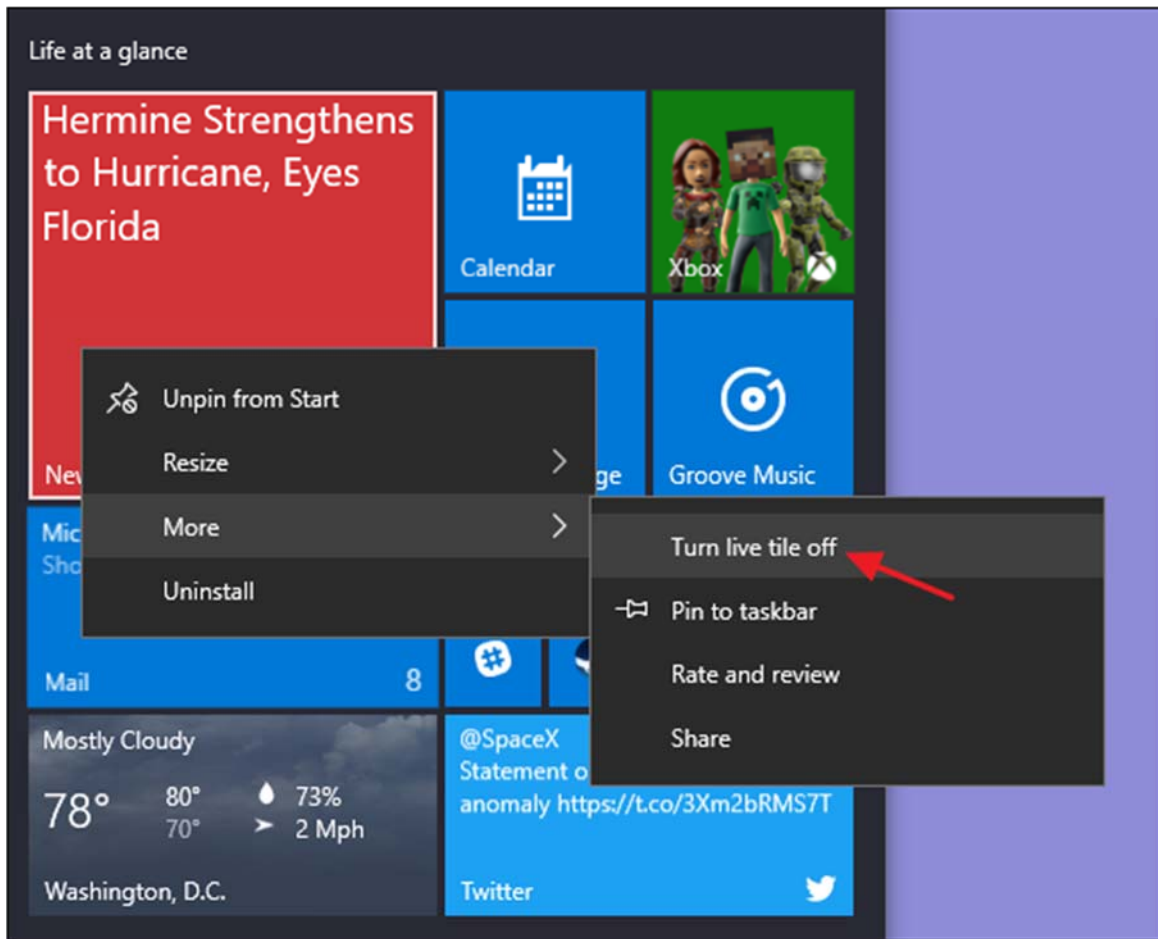 Life at a glance
Hermine Strengthens
to Hurricane, Eyes
Florida
Calendar
Xbox
Unpin from Start
Resize
More
Uninstall
Groove Music
Turn live tile off
Pin to taskbar
Rate and review
Share
Mail
8
Mostly Cloudy
78°
80°
70°
73%
2 Mph
Washington, D.C.
@SpaceX
Statement o
anomaly https://t.co/3Xm2bRMS7T
Twitter